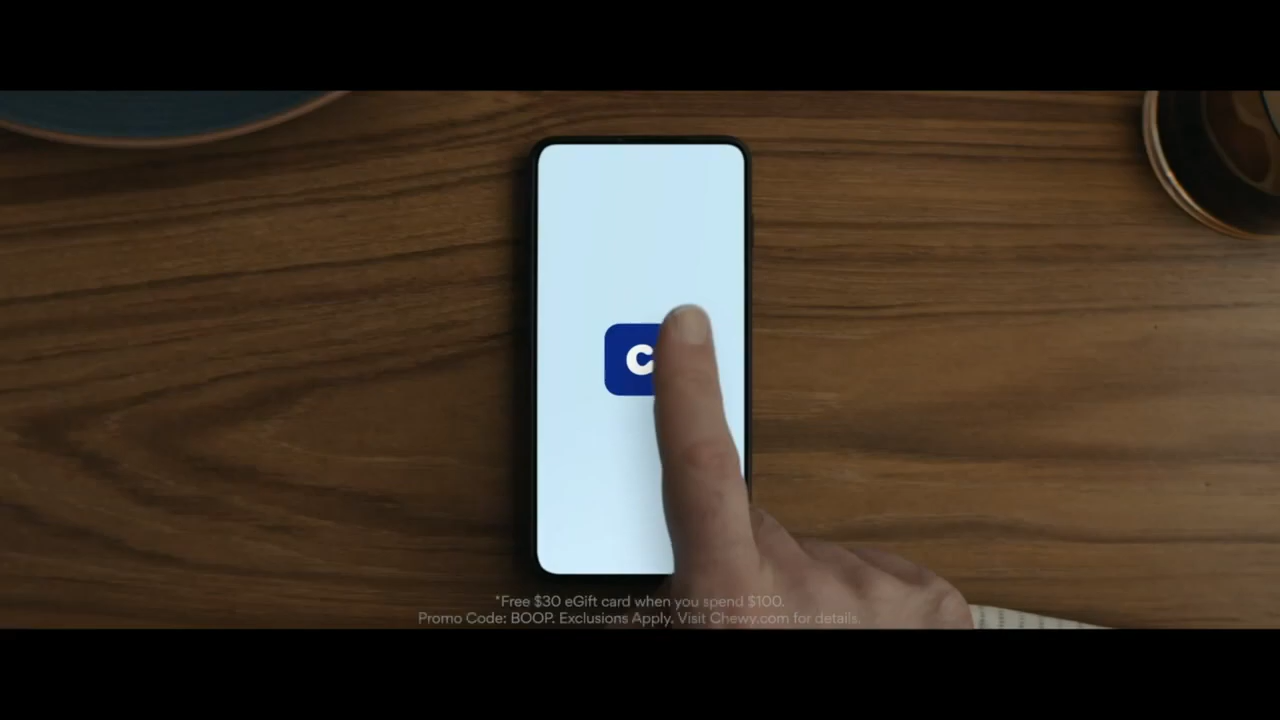 C
*Free $30 eGift card when you spend $100.
Promo Code: BOOP. Exclusions Apply. Visit Chewy.com for details.